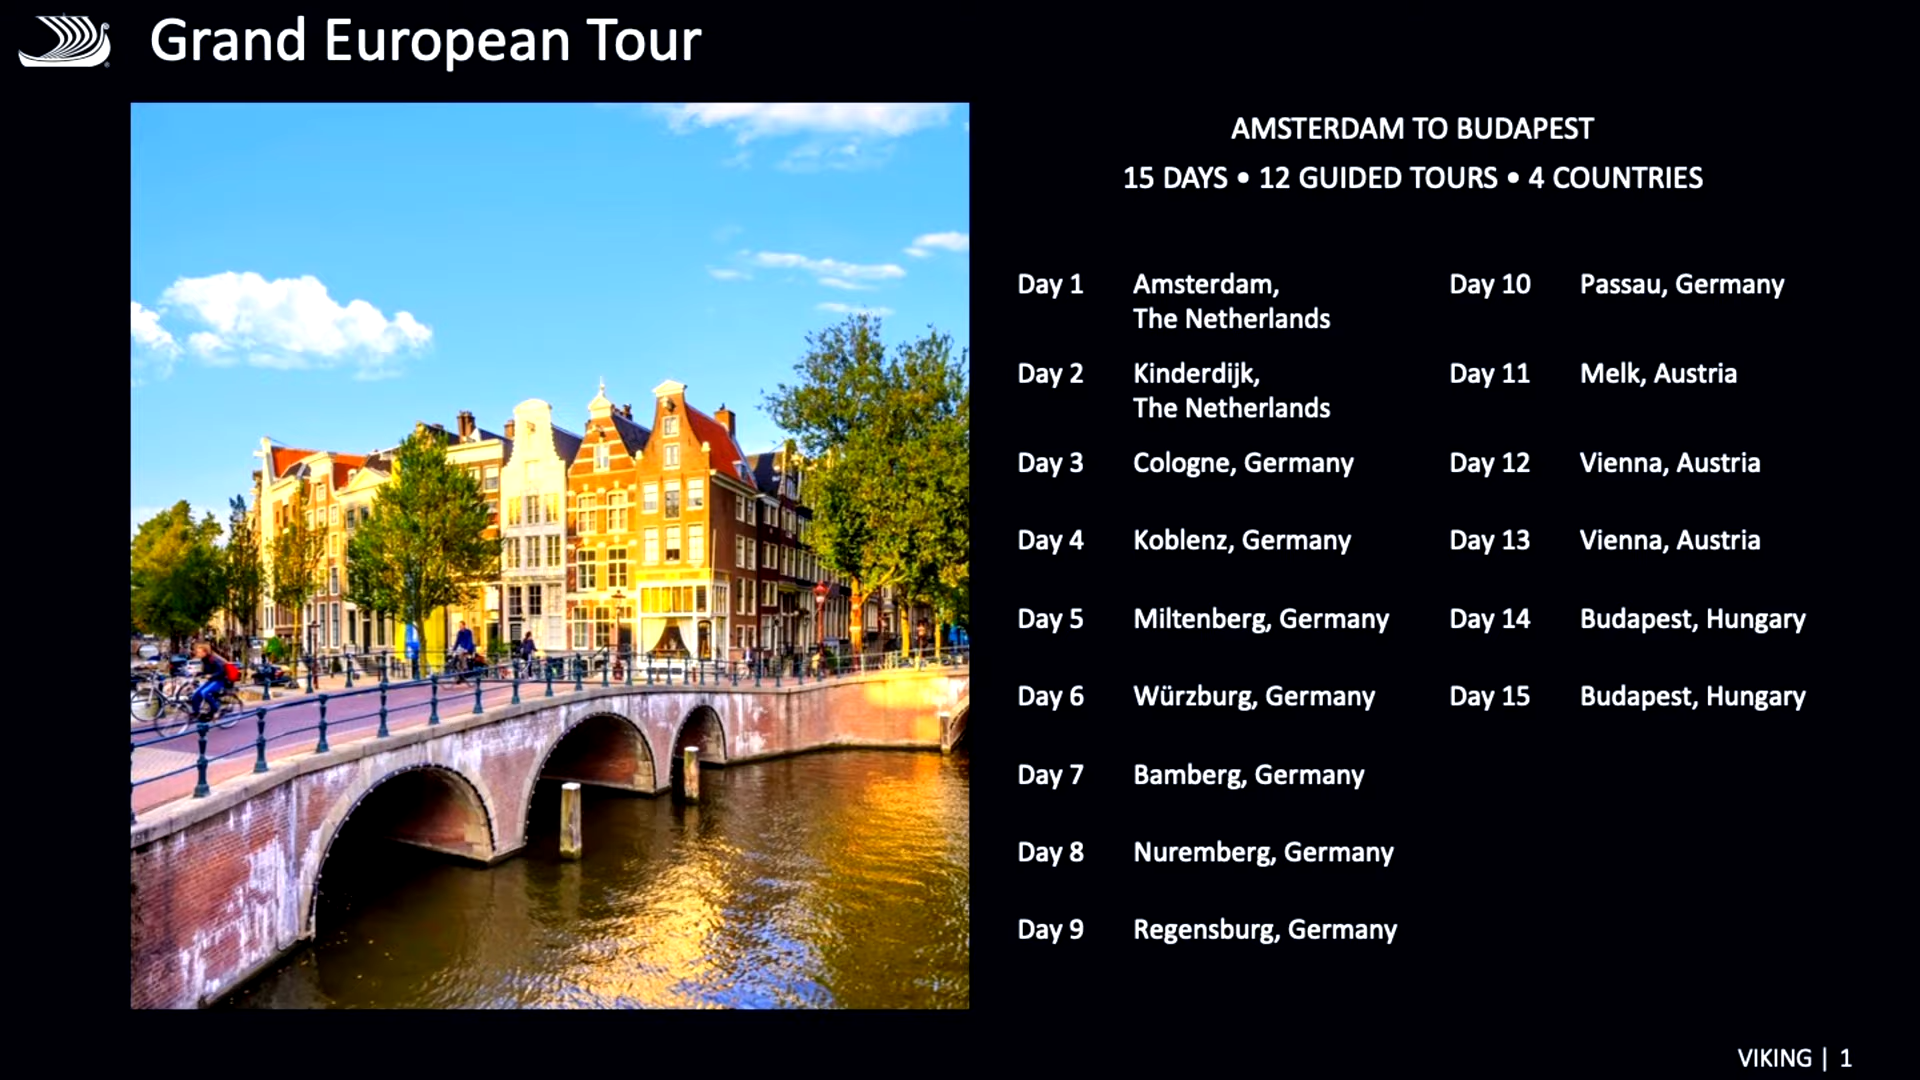 Grand European Tour
AMSTERDAM TO BUDAPEST
15 DAYS • 12 GUIDED TOURS • 4 COUNTRIES
Day 1 Amsterdam,
The Netherlands
Day 2 Kinderdijk,
The Netherlands
Day 3 Cologne, Germany
Day 4 Koblenz, Germany
Day 5 Miltenberg, Germany
Day 6 Würzburg, Germany
Day 7 Bamberg, Germany
Day 8 Nuremberg, Germany
Day 9 Regensburg, Germany
Day 10 Passau, Germany
Day 11 Melk, Austria
Day 12 Vienna, Austria
Day 13 Vienna, Austria
Day 14 Budapest, Hungary
Day 15 Budapest, Hungary
VIKING | 1